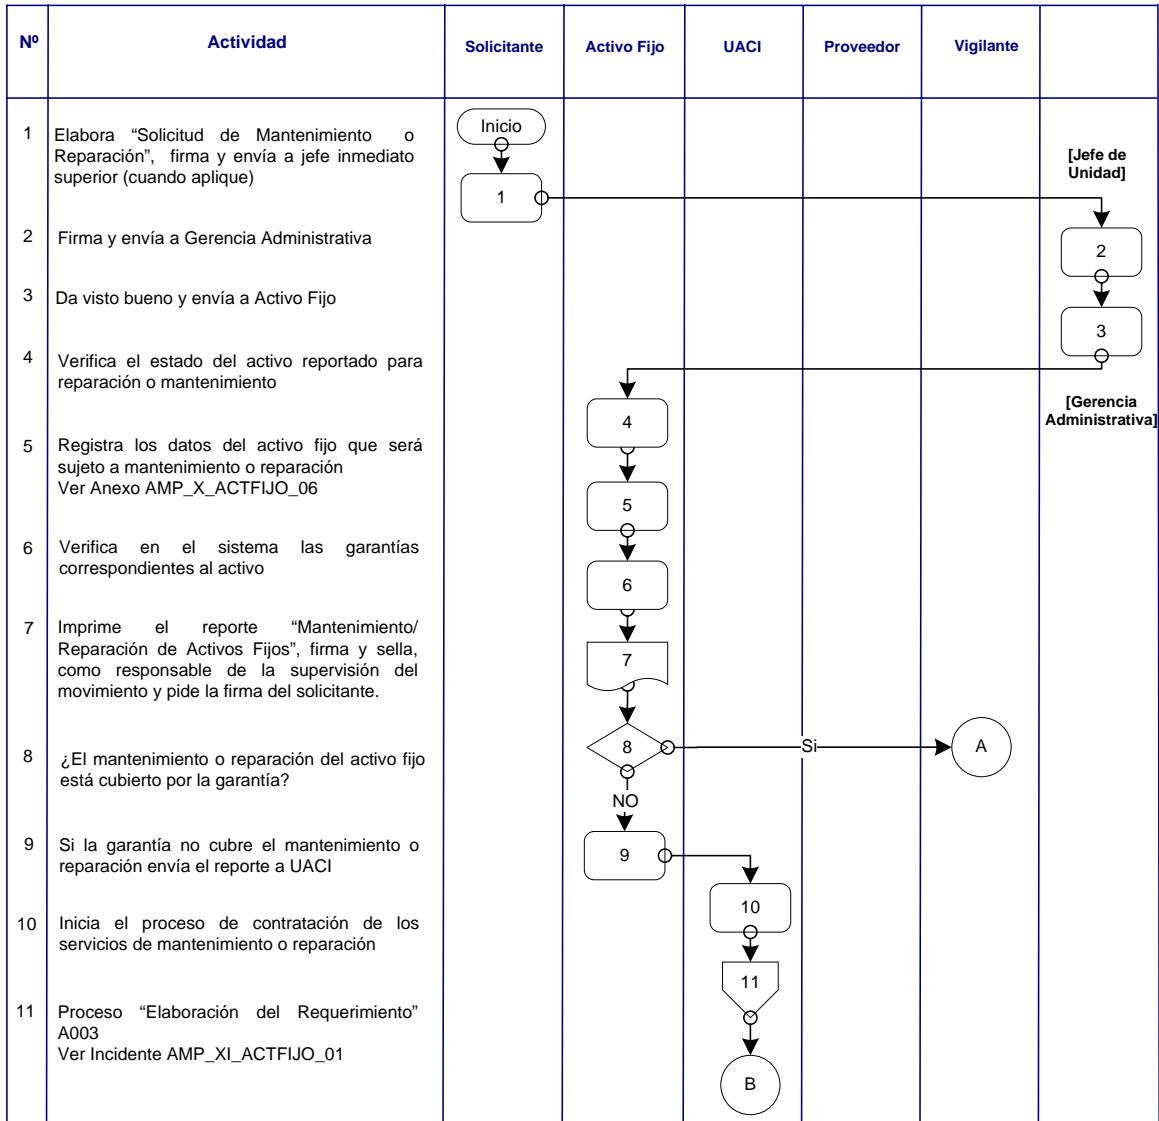 Nº
Actividad
Solicitante
Activo Fijo
UACI
Proveedor
Vigilante
1
Elabora “Solicitud de Mantenimiento o
Reparación”, firma y envía a jefe inmediato
superior (cuando aplique)
2
Firma y envía a Gerencia Administrativa
3
Da visto bueno y envía a Activo Fijo
4
Verifica el estado del activo reportado para
reparación o mantenimiento
5
Registra los datos del activo fijo que será
sujeto a mantenimiento o reparación
Ver Anexo AMP_X_ACTFIJO_06
6
Verifica en el sistema las garantías
correspondientes al activo
7
Imprime el reporte “Mantenimiento/
Reparación de Activos Fijos”, firma y sella,
como responsable de la supervisión del
movimiento y pide la firma del solicitante.
8
¿El mantenimiento o reparación del activo fijo
está cubierto por la garantía?
9
Si la garantía no cubre el mantenimiento o
reparación envía el reporte a UACI
10
Inicia el proceso de contratación de los
servicios de mantenimiento o reparación
11
Proceso “Elaboración del Requerimiento”
A003
Ver Incidente AMP_XI_ACTFIJO_01
Inicio
1
[Jefe de
Unidad]
2
3
[Gerencia
Administrativa]
4
5
6
7
8
Si
A
NO
9
10
11
B